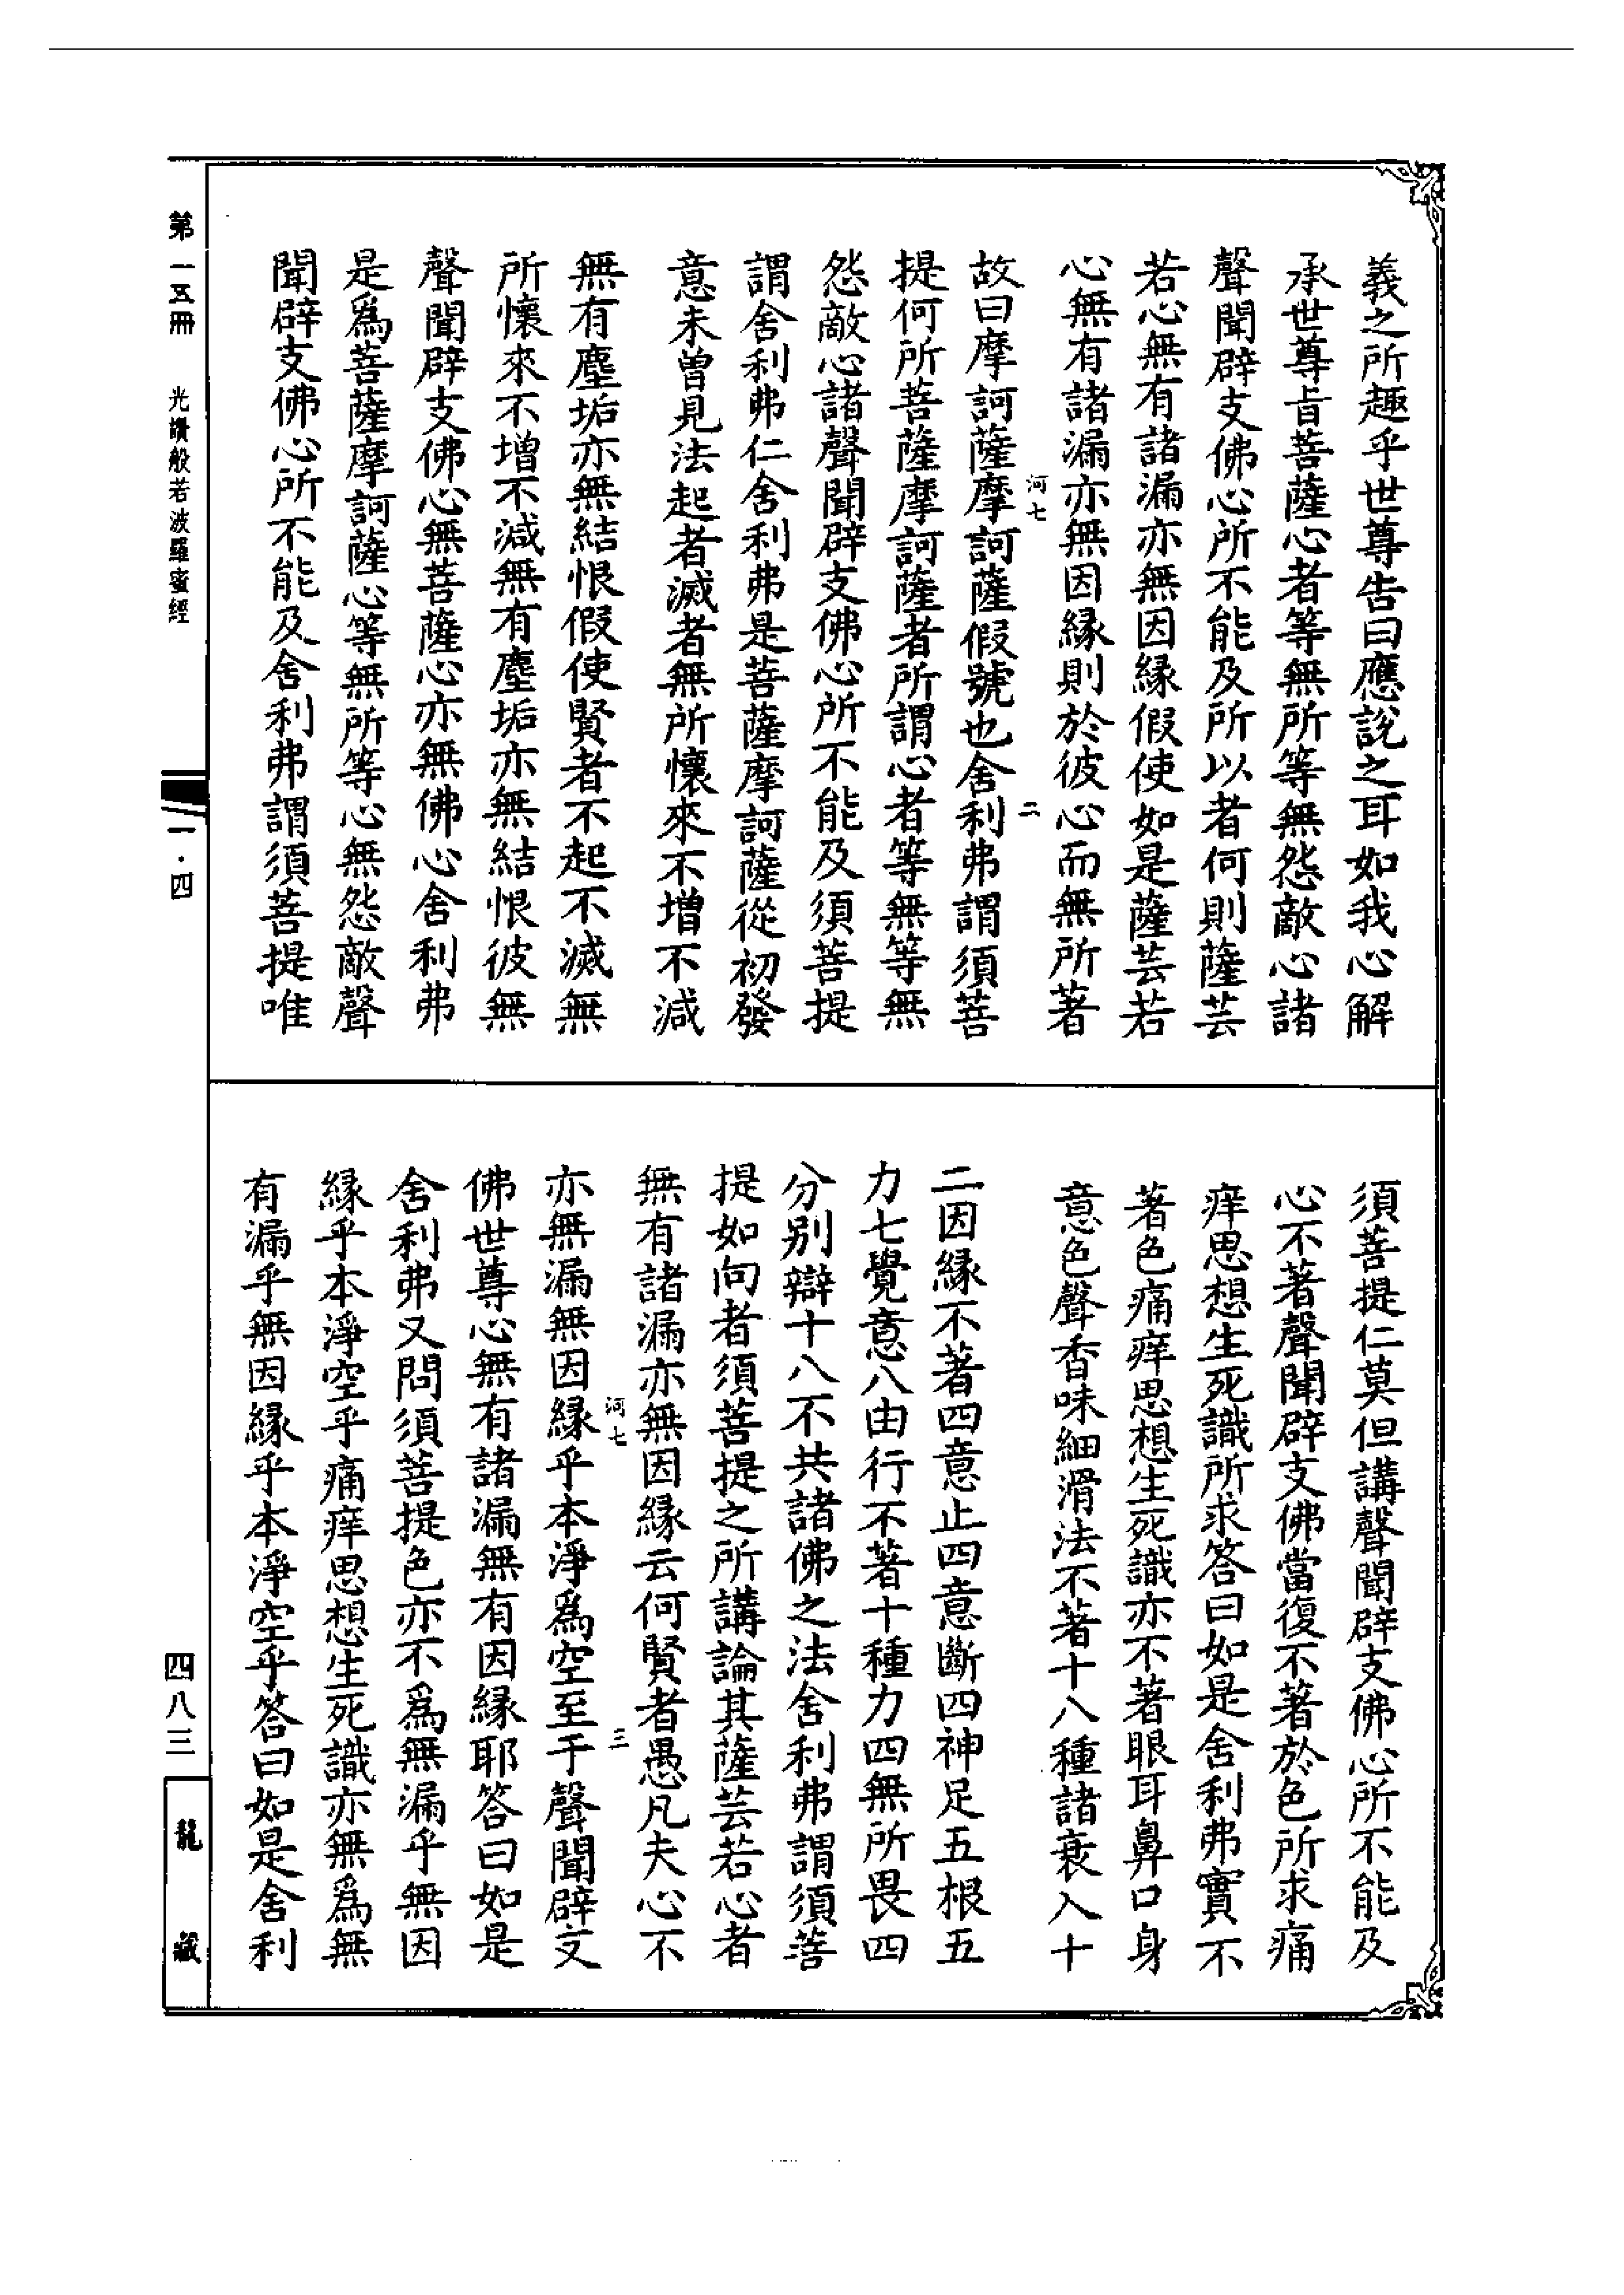 義之所趣乎世尊告曰應說之耳如我心解
承世尊旨菩薩心者等無所等無怨敵心諸
聲聞辟支佛心所不能及所以者何則薩芸
若心無有諸漏亦無因緣假使如是薩芸若
心無有諸漏亦無因緣則於彼心而無所著
河七 二
故曰摩訶薩摩訶薩假號也舍利弗謂須菩
提何所菩薩摩訶薩者所謂心者等無等無
怨敵心諸聲聞辟支佛心所不能及須菩提
謂舍利弗仁舍利弗是菩薩摩訶薩從初發
意未曾見法起者滅者無所懷來不增不減
無有塵垢亦無結恨假使賢者不起不滅無
所懷來不增不減無有塵垢亦無結恨彼無
聲聞辟支佛心無菩薩心亦無佛心舍利弗
是為菩薩摩訶薩心等無所等心無怨敵聲
聞辟支佛心所不能及舍利弗謂須菩提唯
須菩提仁莫但講聲聞辟支佛心所不能及
心不著聲聞辟支佛當復不著於色所求痛
痒思想生死識所求答曰如是舍利弗實不
著色痛痒思想生死識亦不著眼耳鼻口身
意色聲香味細滑法不著十八種諸衰入十
二因緣不著四意止四意斷四神足五根五
力七覺意八由行不著十種力四無所畏四
分別辯十八不共諸佛之法舍利弗謂須菩
提如向者須菩提之所講論其薩芸若心者
無有諸漏亦無因緣云何賢者愚凡夫心不
河七 三
亦無漏無因緣乎本淨為空至于聲聞辟支
佛世尊心無有諸漏無有因緣耶答曰如是
舍利弗又問須菩提色亦不為無漏乎無因
緣乎本淨空乎痛痒思想生死識亦無為無
有漏乎無因緣乎本淨空乎答曰如是舍利
第一五冊 光讚般若波羅蜜經
一·四
四八三
龍藏